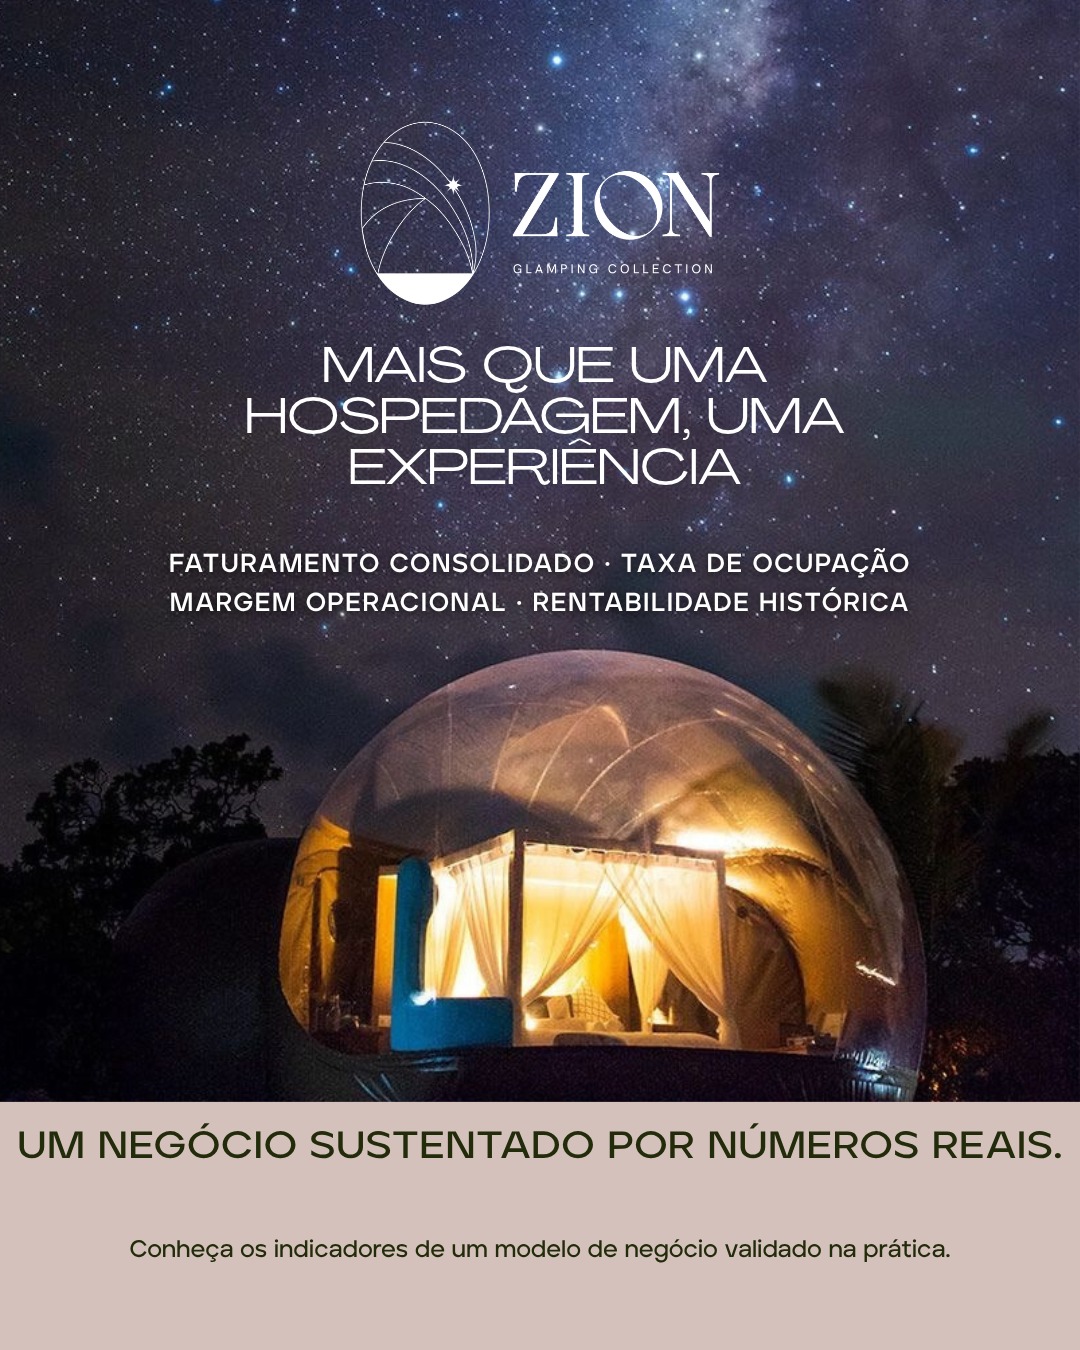 ZION
GLAMPING COLLECTION
MAIS QUE UMA
HOSPEDAGEM, UMA
EXPERIÊNCIA
FATURAMENTO CONSOLIDADO · TAXA DE OCUPAÇÃO
MARGEM OPERACIONAL · RENTABILIDADE HISTÓRICA
UM NEGÓCIO SUSTENTADO POR NÚMEROS REAIS.
Conheça os indicadores de um modelo de negócio validado na prática.